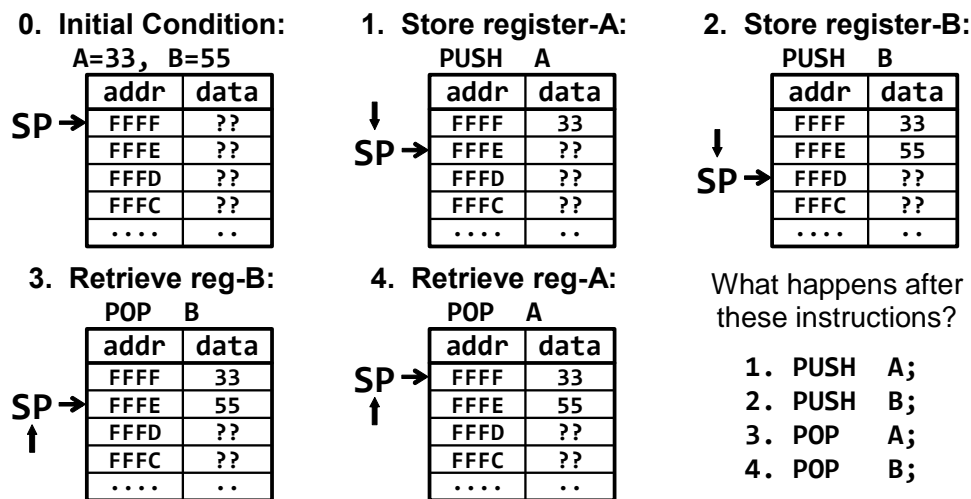 0. Initial Condition:
A=33, B=55
addr data
SP FFFF ??
FFFE ??
FFFD ??
FFFC ??
.... ..
1. Store register-A:
PUSH A
addr data
FFFF 33
SP FFFE ??
FFFD ??
FFFC ??
.... ..
2. Store register-B:
PUSH B
addr data
FFFF 33
FFFE 55
SP FFFD ??
FFFC ??
.... ..
3. Retrieve reg-B:
POP B
addr data
FFFF 33
SP FFFE 55
FFFD ??
FFFC ??
.... ..
4. Retrieve reg-A:
POP A
addr data
SP FFFF 33
FFFE 55
FFFD ??
FFFC ??
.... ..
What happens after
these instructions?
1. PUSH A;
2. PUSH B;
3. POP A;
4. POP B;